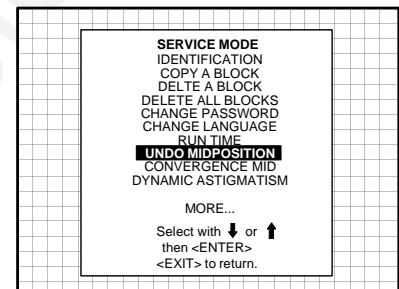 SERVICE MODE
IDENTIFICATION
COPY A BLOCK
DELTE A BLOCK
DELETE ALL BLOCKS
CHANGE PASSWORD
CHANGE LANGUAGE
RUN TIME
UNDO MIDPOSITION
CONVERGENCE MID
DYNAMIC ASTIGMATISM
MORE...
Select with ⬇ or ⬆
then <ENTER>
<EXIT> to return.